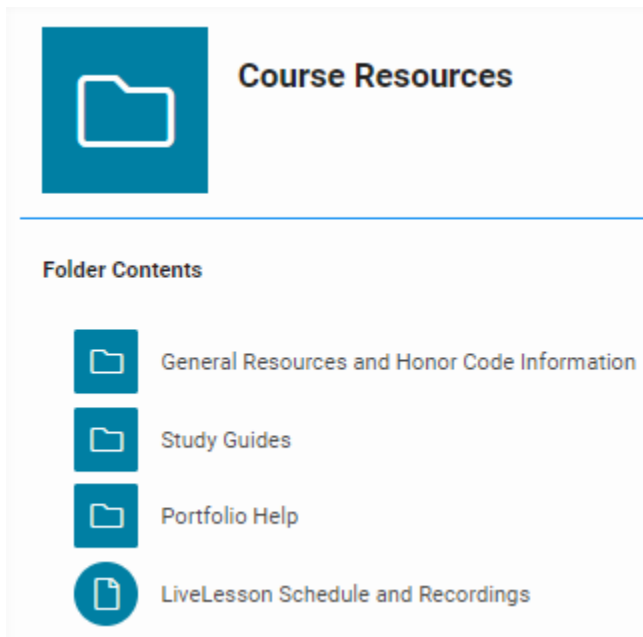 Course Resources
Folder Contents
General Resources and Honor Code Information
Study Guides
Portfolio Help
LiveLesson Schedule and Recordings